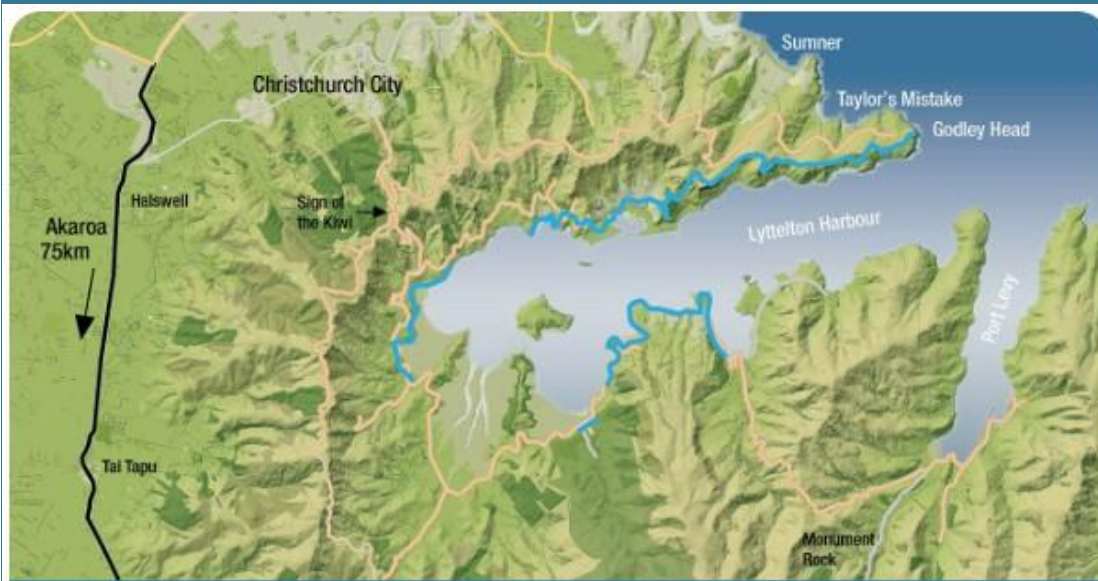 Sumner
Christchurch City
Taylor's Mistake
Godley Head
Halswell
Sign of
the Kiwi
Akaroa
75km
Lyttelton Harbour
Port Levy
Tai Tapu
Monument
Rock